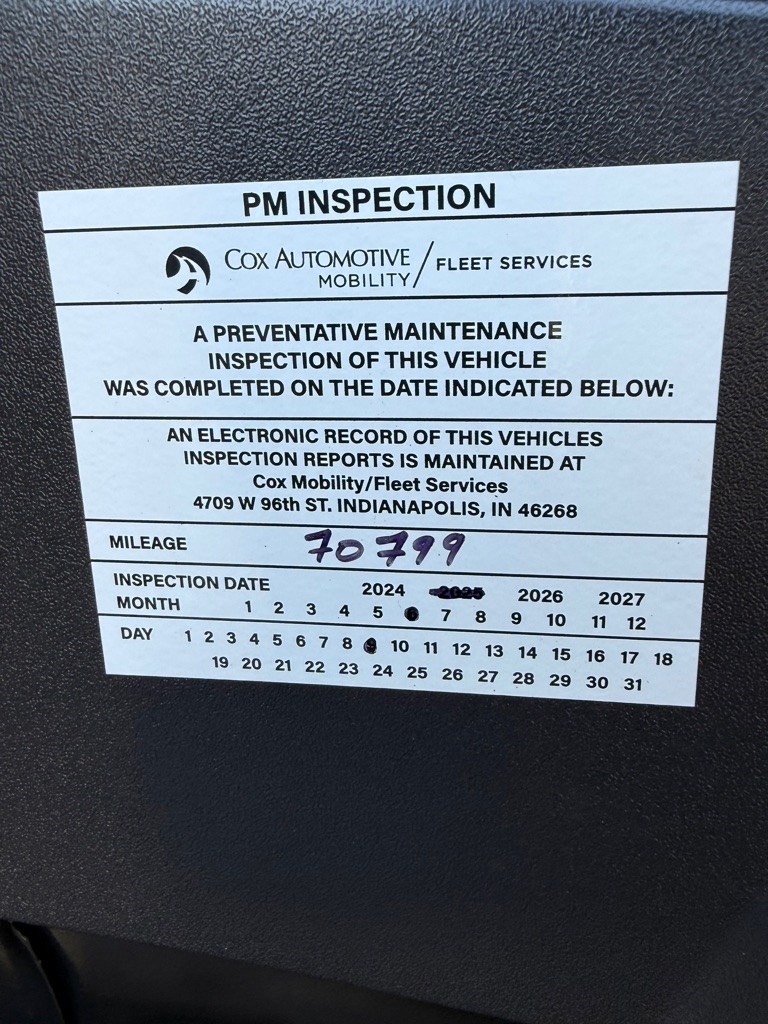 PM INSPECTION
COX AUTOMOTIVE
MOBILITY / FLEET SERVICES
A PREVENTATIVE MAINTENANCE
INSPECTION OF THIS VEHICLE
WAS COMPLETED ON THE DATE INDICATED BELOW:
AN ELECTRONIC RECORD OF THIS VEHICLES
INSPECTION REPORTS IS MAINTAINED AT
Cox Mobility/Fleet Services
4709 W 96th ST. INDIANAPOLIS, IN 46268
MILEAGE 70799
INSPECTION DATE 2024 2025 2026 2027
MONTH 1 2 3 4 5 6 7 8 9 10 11 12
DAY 1 2 3 4 5 6 7 8 9 10 11 12 13 14 15 16 17 18
19 20 21 22 23 24 25 26 27 28 29 30 31